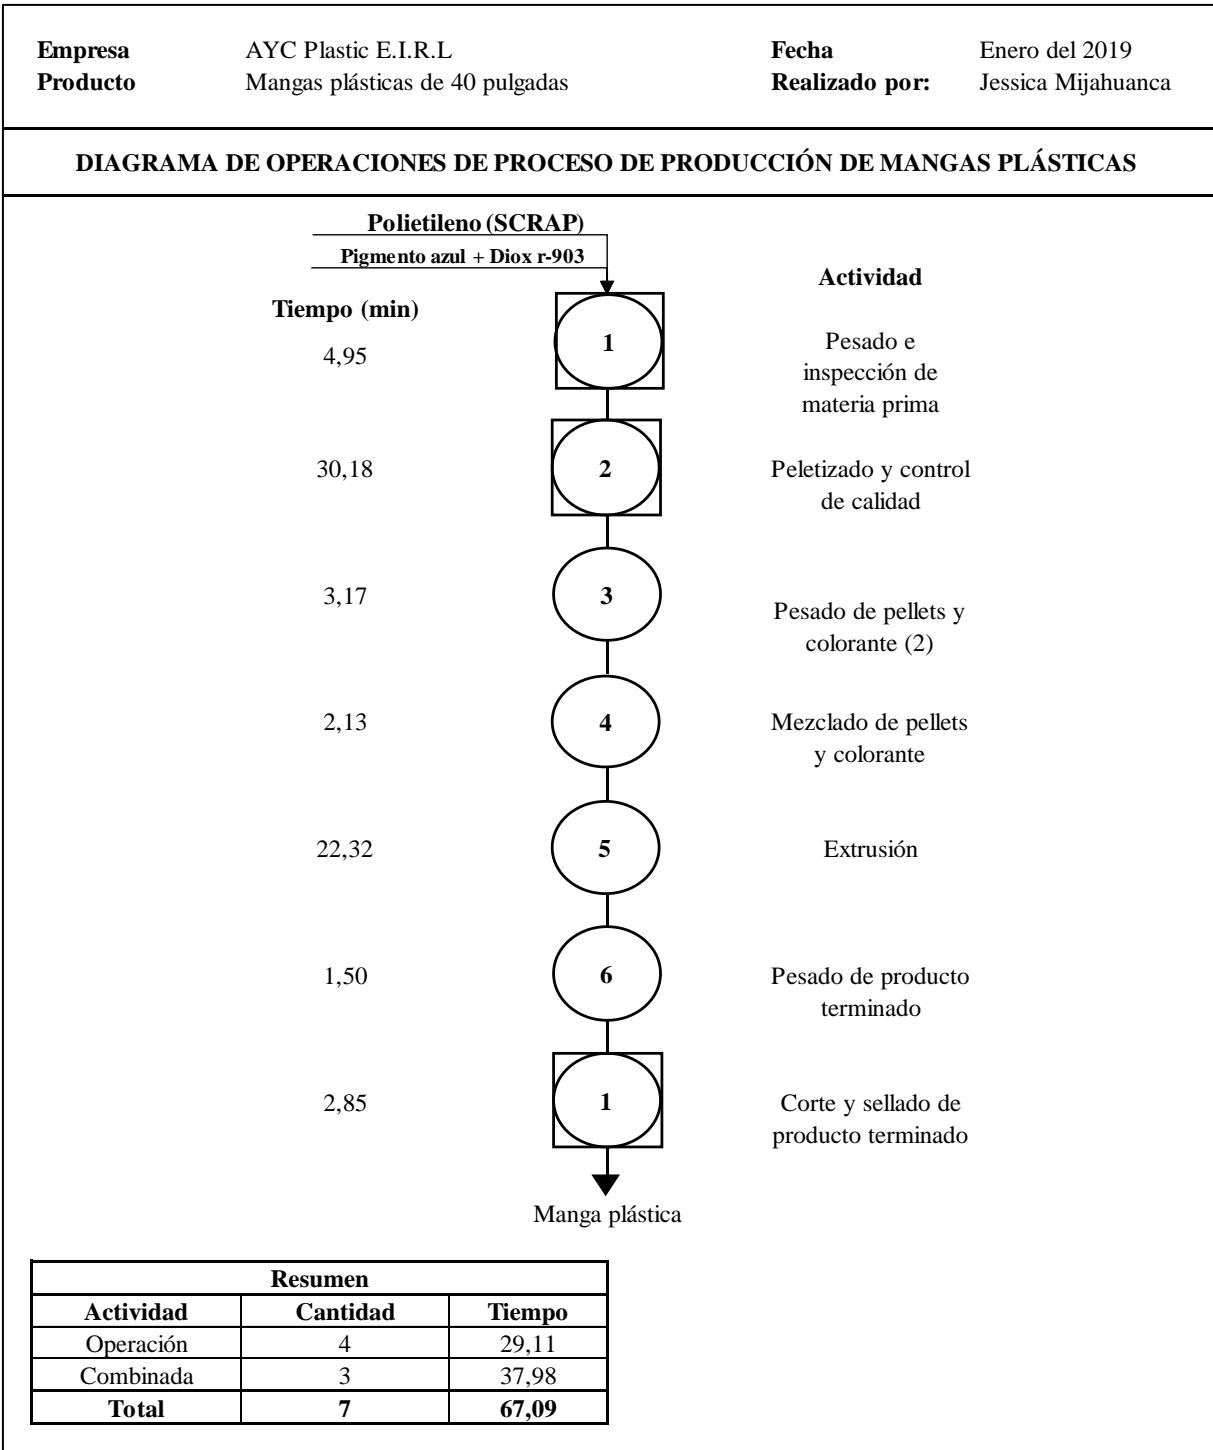 Empresa AYC Plastic E.I.R.L Fecha Enero del 2019
Producto Mangas plásticas de 40 pulgadas Realizado por: Jessica Mijahuanca
DIAGRAMA DE OPERACIONES DE PROCESO DE PRODUCCIÓN DE MANGAS PLÁSTICAS
Polietileno (SCRAP)
Pigmento azul + Diox r-903
Actividad
Tiempo (min)
4,95
1
Pesado e
inspección de
materia prima
30,18
2
Peletizado y control
de calidad
3,17
3
Pesado de pellets y
colorante (2)
2,13
4
Mezclado de pellets
y colorante
22,32
5
Extrusión
1,50
6
Pesado de producto
terminado
2,85
1
Corte y sellado de
producto terminado
Manga plástica
Resumen
Actividad Cantidad Tiempo
Operación 4 29,11
Combinada 3 37,98
Total 7 67,09